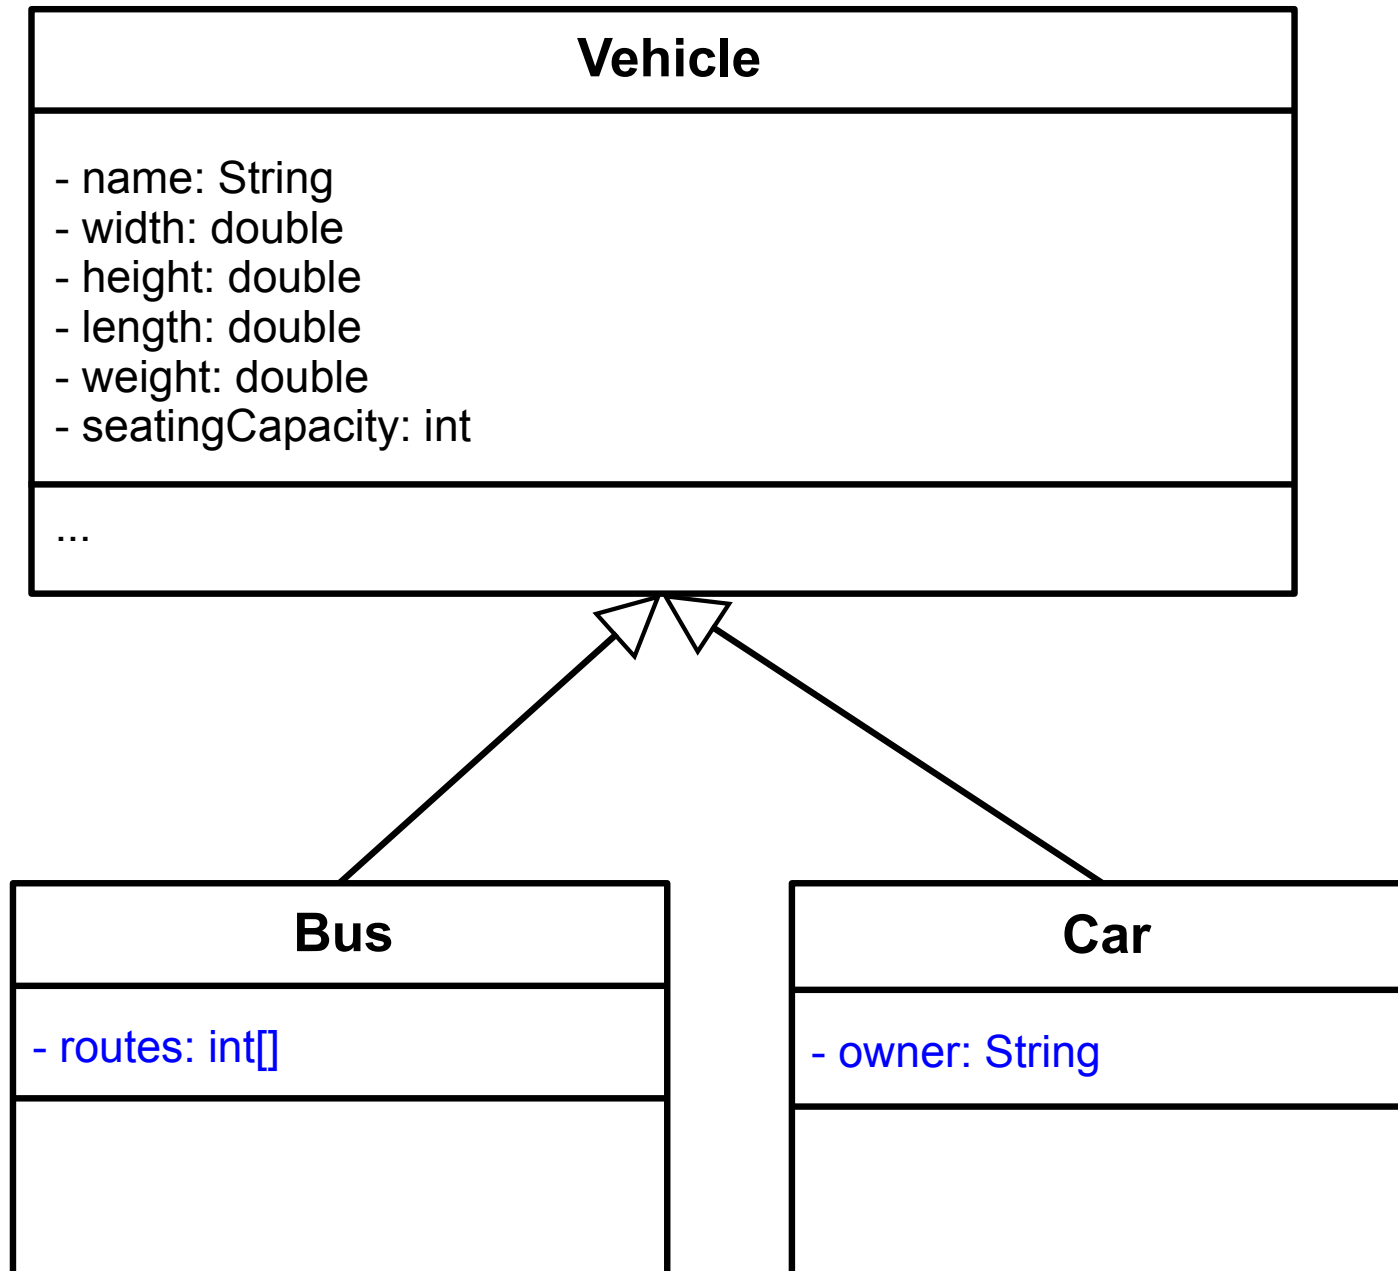 Vehicle
- name: String
- width: double
- height: double
- length: double
- weight: double
- seatingCapacity: int
...
Bus
- routes: int[]
Car
- owner: String